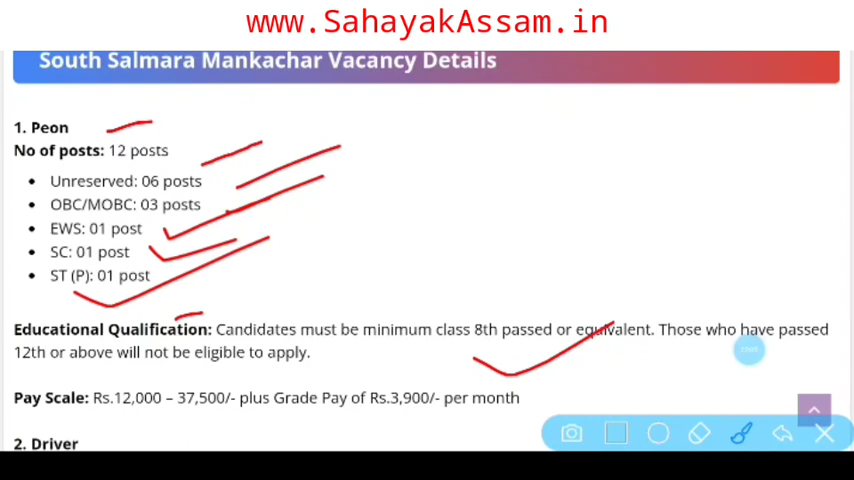 www.SahayakAssam.in
South Salmara Mankachar Vacancy Details
1. Peon
No of posts: 12 posts
• Unreserved: 06 posts
• OBC/MOBC: 03 posts
• EWS: 01 post
• SC: 01 post
• ST (P): 01 post
Educational Qualification: Candidates must be minimum class 8th passed or equivalent. Those who have passed
12th or above will not be eligible to apply.
Pay Scale: Rs.12,000 – 37,500/- plus Grade Pay of Rs.3,900/- per month
2. Driver